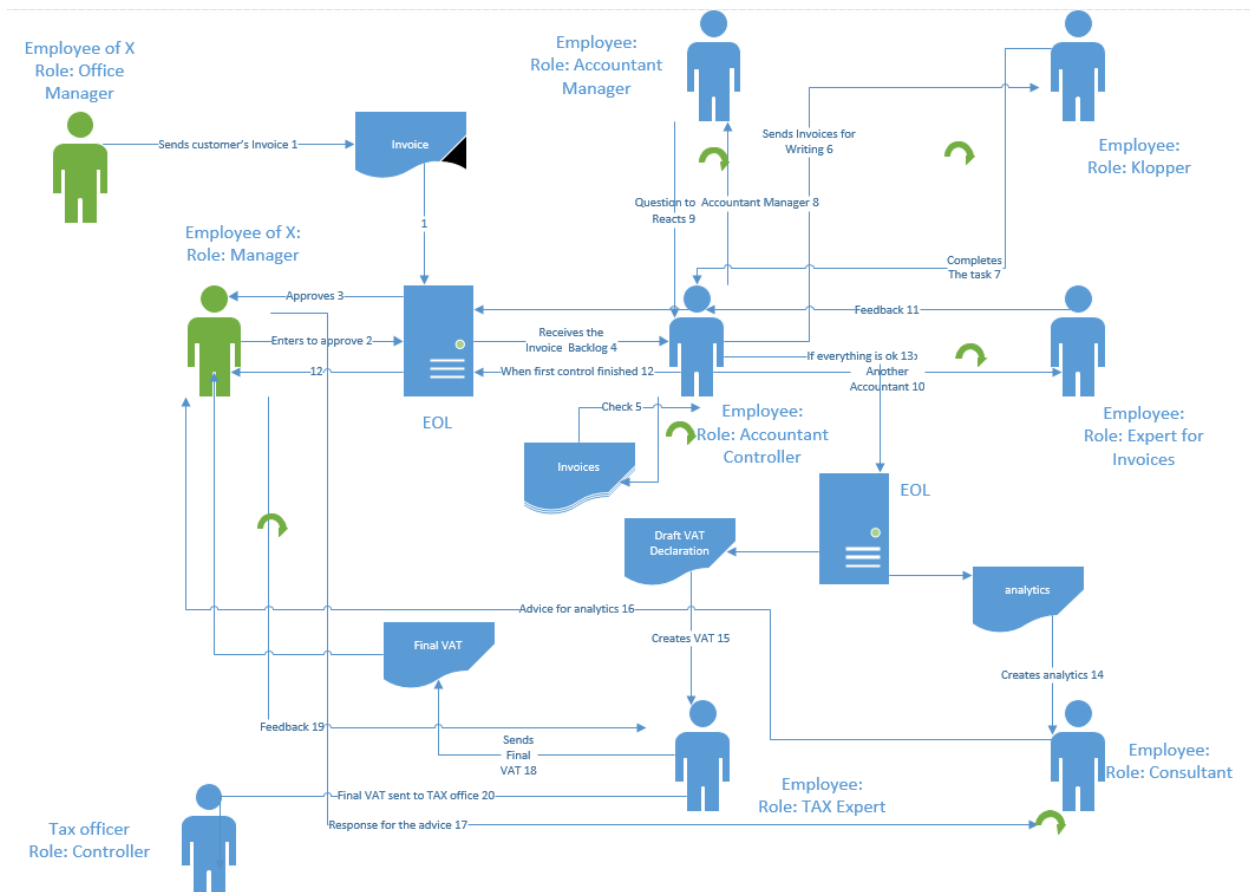 Employee of X
Role: Office
Manager
Employee:
Role: Accountant
Manager
Sends customer's Invoice 1
Invoice
Sends Invoices for
Writing 6
Employee:
Role: Klopper
Question to Accountant Manager 8
Reacts 9
1
Employee of X:
Role: Manager
Completes
The task 7
Approves 3
Feedback 11
Enters to approve 2
Receives the
Invoice Backlog 4
If everything is ok 13
Another
Accountant 10
12
When first control finished 12
EOL
Check 5
Employee:
Role: Accountant
Controller
Employee:
Role: Expert for
Invoices
Invoices
EOL
Draft VAT
Declaration
analytics
Advice for analytics 16
Creates VAT 15
Final VAT
Creates analytics 14
Feedback 19
Sends
Final
VAT 18
Employee:
Role: Consultant
Employee:
Role: TAX Expert
Final VAT sent to TAX office 20
Tax officer
Role: Controller
Response for the advice 17